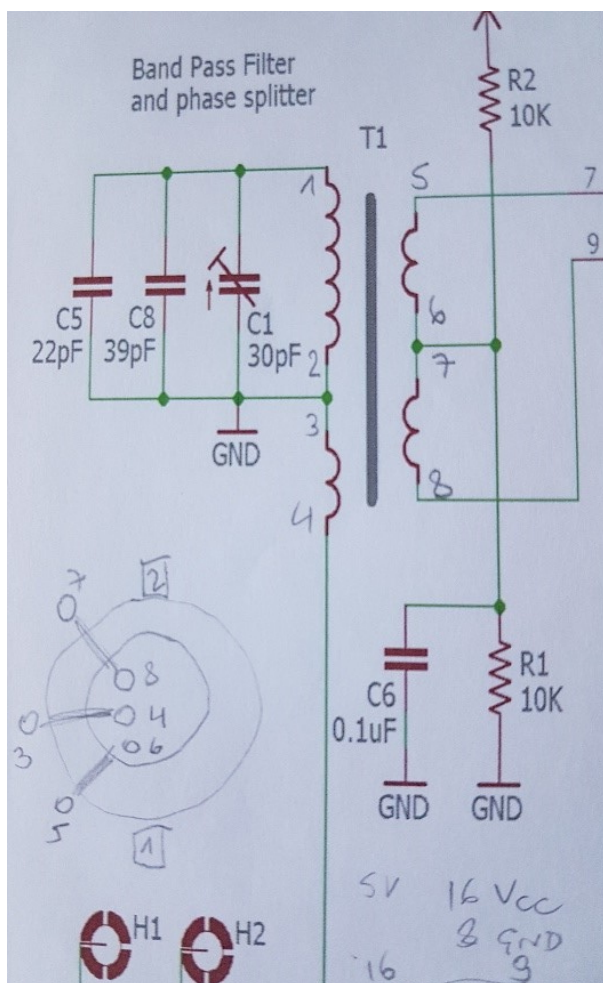 Band Pass Filter
and phase splitter
R2
10K
T1
1
5
7
9
C5
22pF
C8
39pF
C1
30pF
6
2
7
3
GND
8
4
7
2
8
4
6
3
5
1
C6
0.1uF
R1
10K
GND
GND
5V
16 VCC
8 GND
16
9
H1
H2